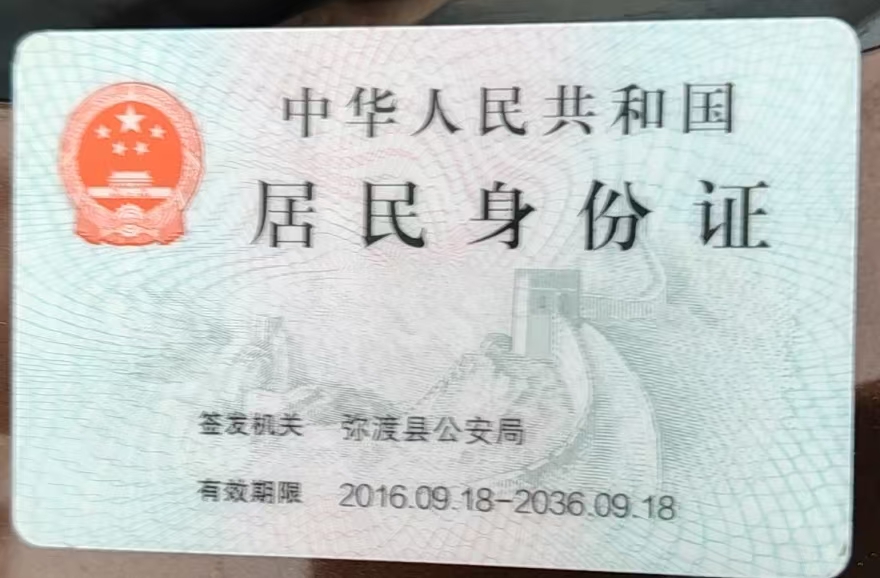 中华人民共和国
居民身份证
签发机关 弥渡县公安局
有效期限 2016.09.18-2036.09.18